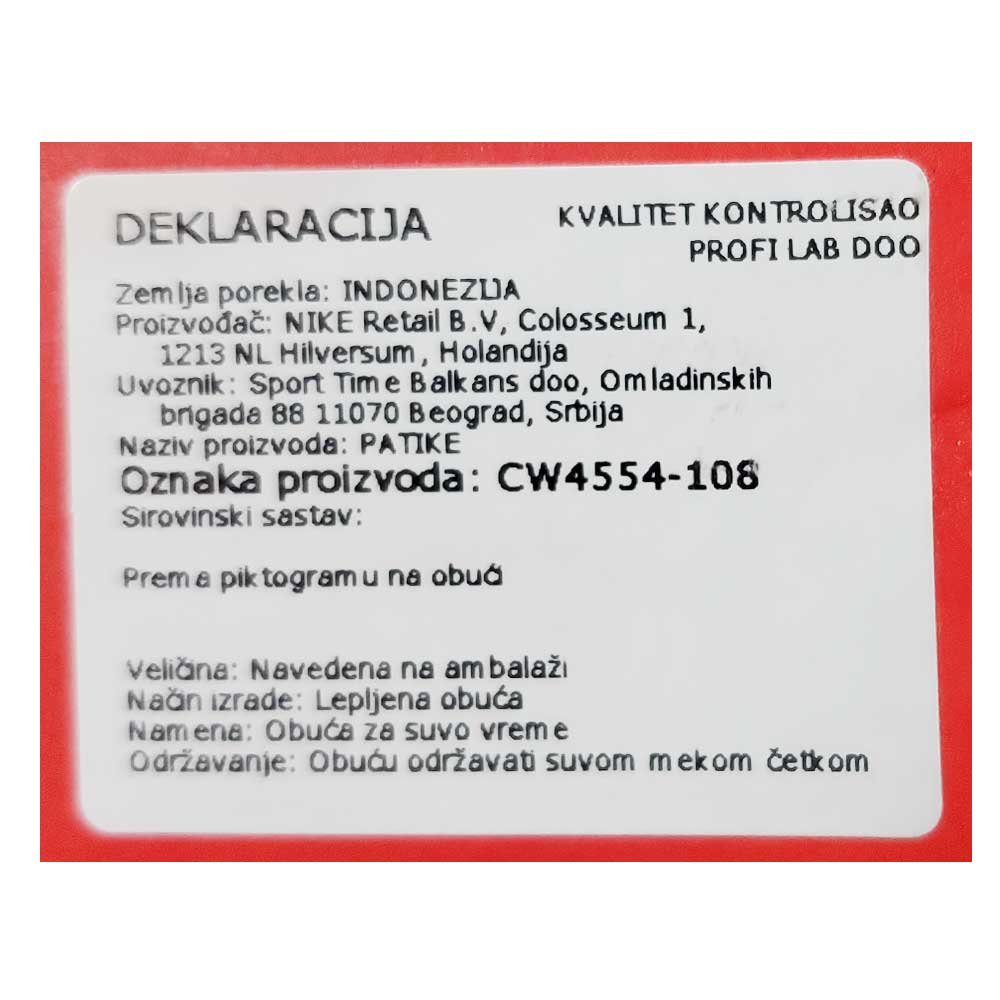 DEKLARACIJA
KVALITET KONTROLISAO
PROFI LAB DOO
Zemlja porekla: INDONEZIJA
Proizvođač: NIKE Retail B.V, Colosseum 1,
1213 NL Hilversum, Holandija
Uvoznik: Sport Time Balkans doo, Omladinskih
brigada 88 11070 Beograd, Srbija
Naziv proizvoda: PATIKE
Oznaka proizvoda: CW4554-108
Sirovinski sastav:
Prema piktogramu na obući
Veličina: Navedena na ambalaži
Način izrade: Lepljena obuća
Namena: Obuća za suvo vreme
Održavanje: Obuću održavati suvom mekom četkom